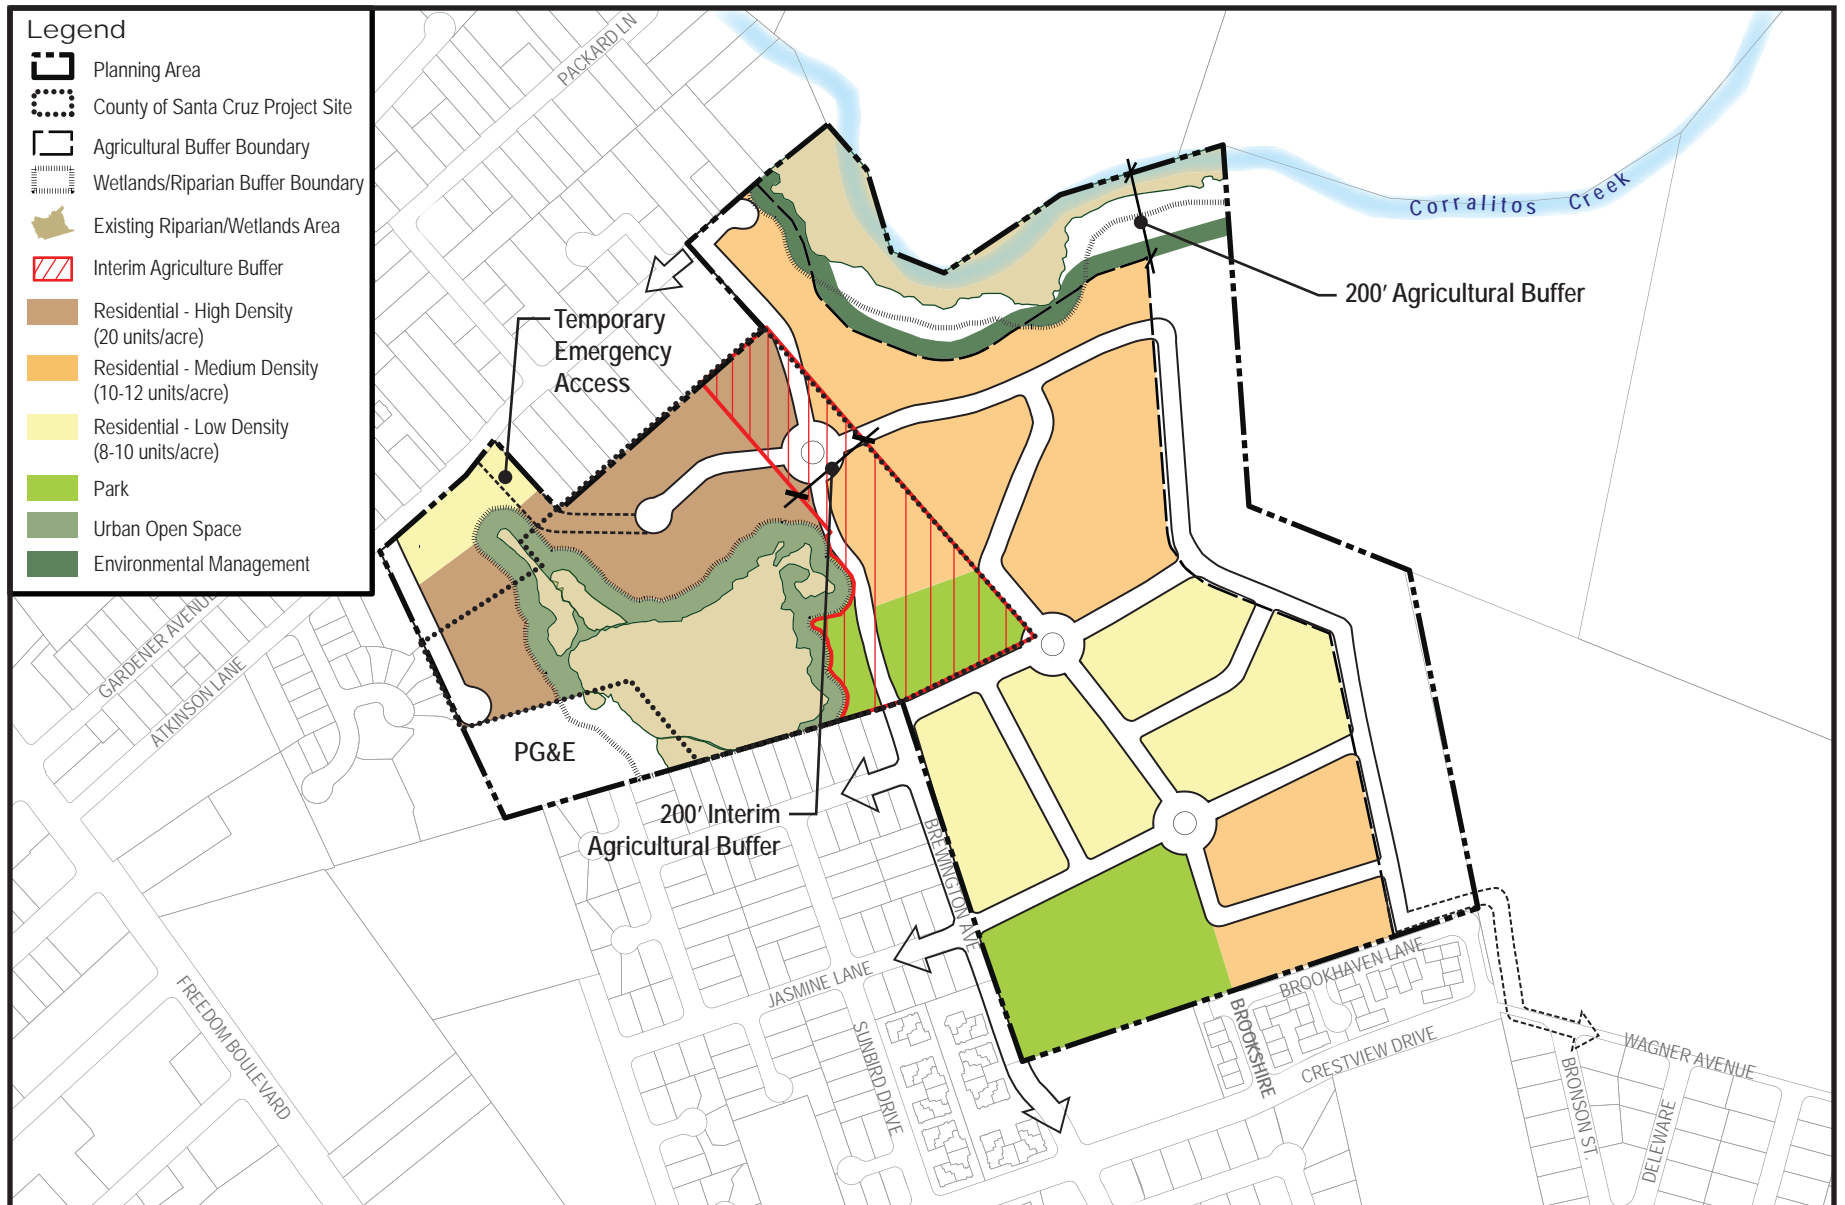 Legend
Planning Area
County of Santa Cruz Project Site
Agricultural Buffer Boundary
Wetlands/Riparian Buffer Boundary
Existing Riparian/Wetlands Area
Interim Agriculture Buffer
Residential - High Density
(20 units/acre)
Residential - Medium Density
(10-12 units/acre)
Residential - Low Density
(8-10 units/acre)
Park
Urban Open Space
Environmental Management
PACKARD LN
Corralitos Creek
200' Agricultural Buffer
Temporary
Emergency
Access
GARDENER AVENUE
ATKINSON LANE
PG&E
200' Interim
Agricultural Buffer
BREWINGTON AVE
FREEDOM BOULEVARD
JASMINE LANE
SUNBIRD DRIVE
BROOKHAVEN LANE
BROOKSHIRE
CRESTVIEW DRIVE
WAGNER AVENUE
BRONSON ST.
DELEWARE